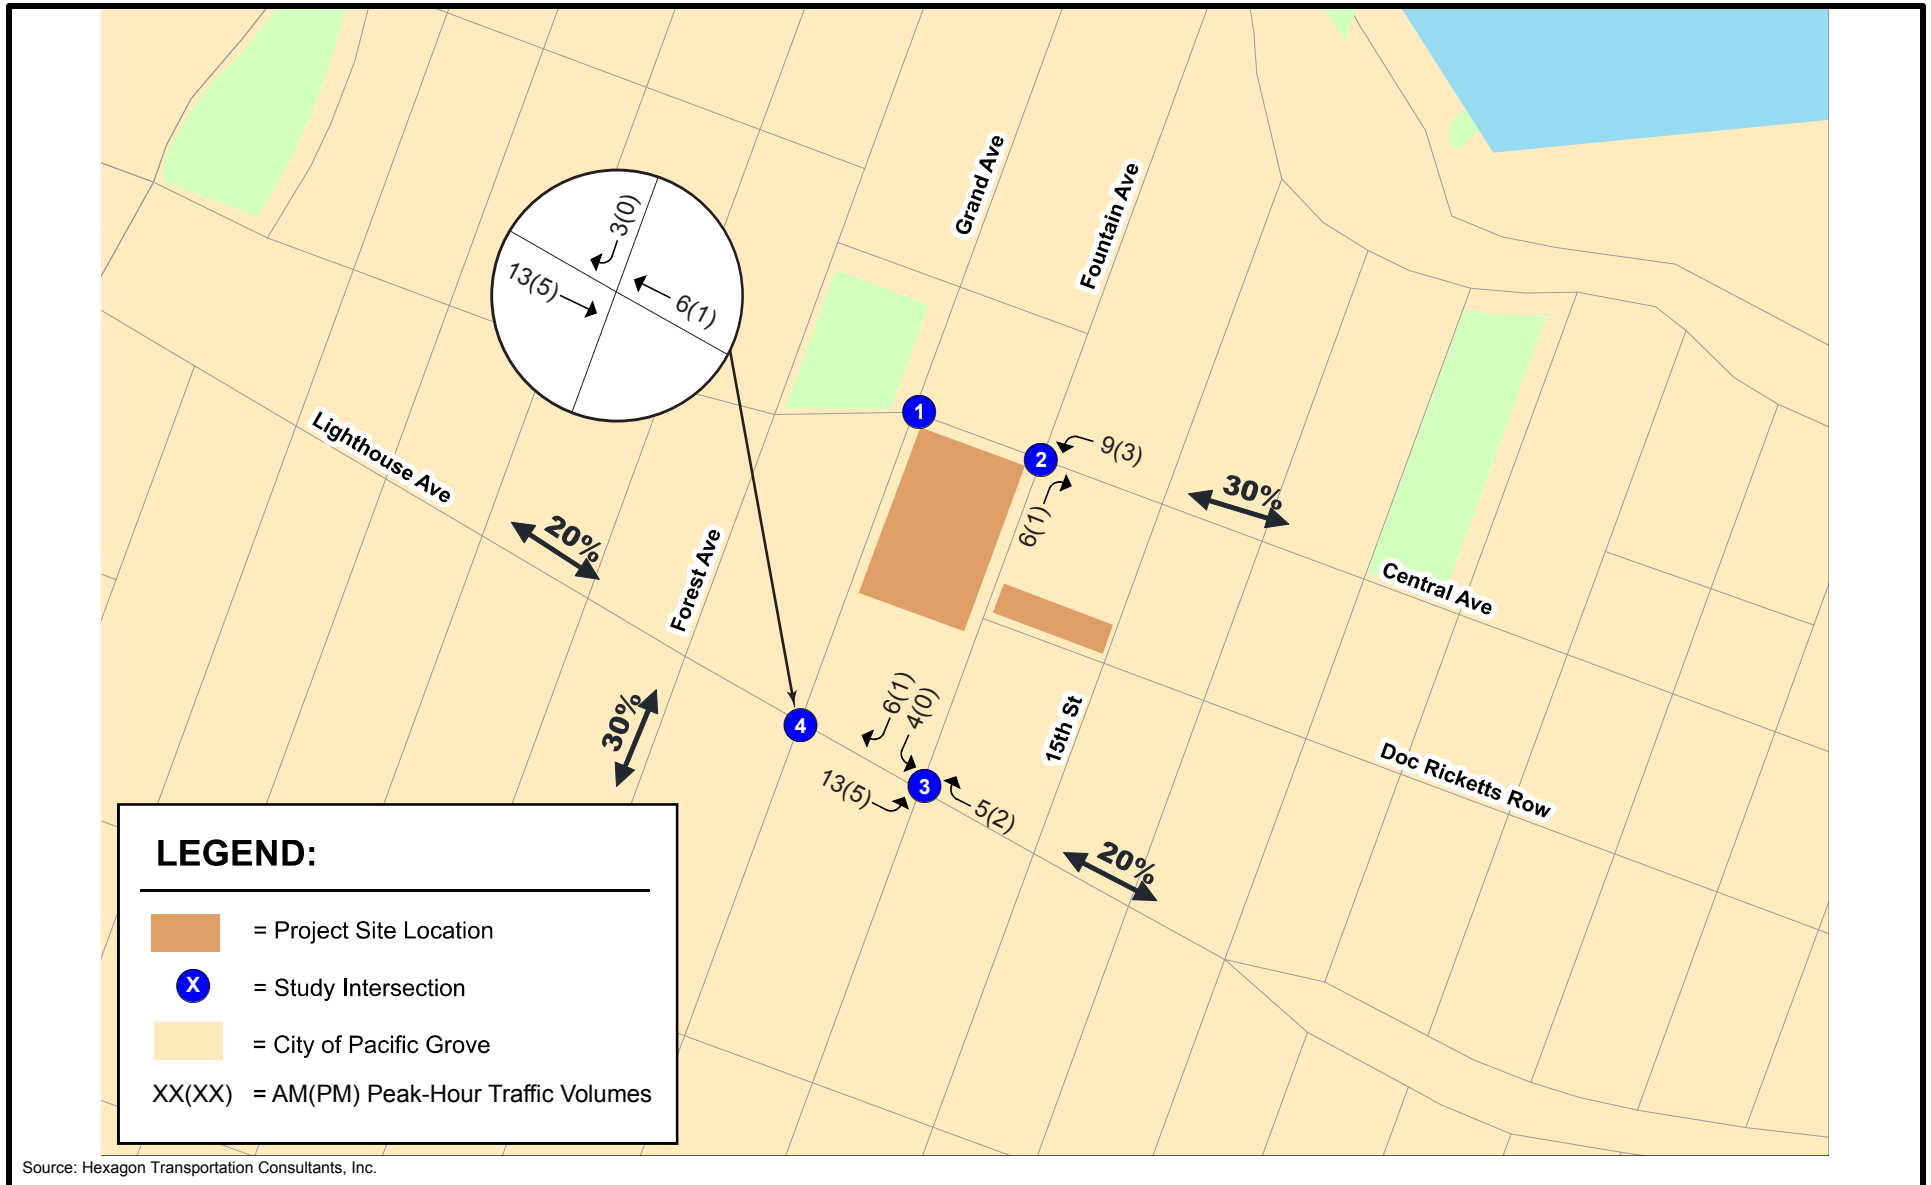 Grand Ave
Fountain Ave
3(0)
13(5)
6(1)
1
2
9(3)
6(1)
30%
Lighthouse Ave
20%
Forest Ave
Central Ave
30%
4
6(1)
4(0)
15th St
13(5)
3
5(2)
Doc Ricketts Row
20%
LEGEND:
= Project Site Location
X = Study Intersection
= City of Pacific Grove
XX(XX) = AM(PM) Peak-Hour Traffic Volumes
Source: Hexagon Transportation Consultants, Inc.